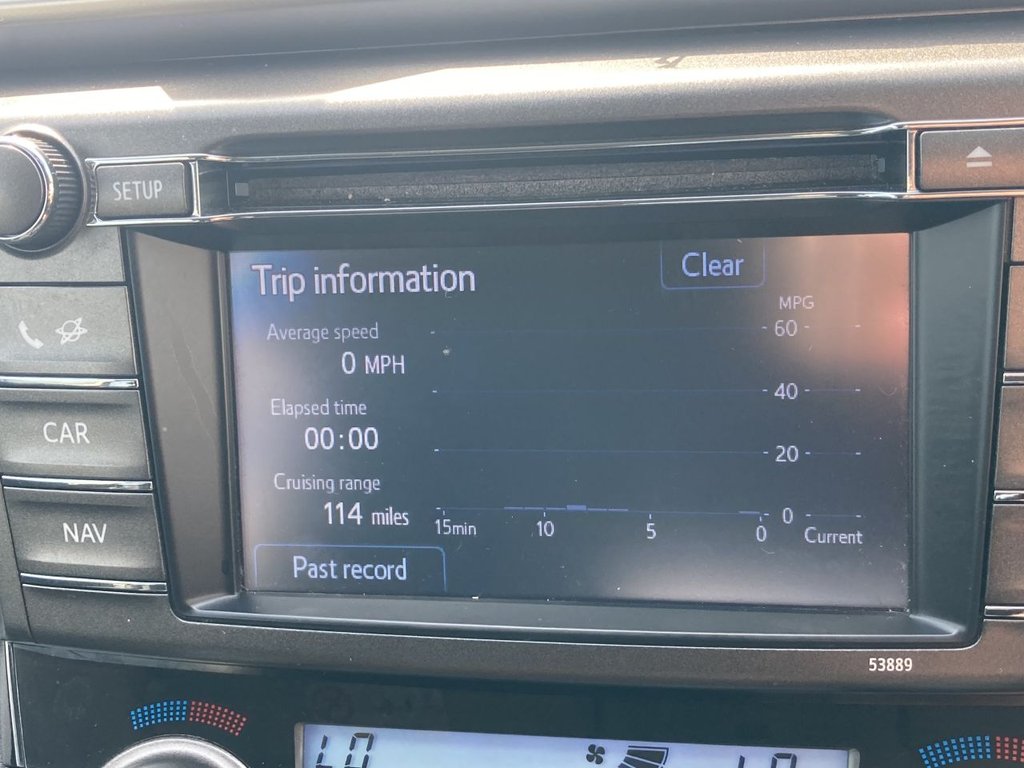 SETUP
Trip information
Clear
MPG
Average speed
60
0 MPH
40
Elapsed time
00:00
20
Cruising range
114 miles
0
15min 10 5 0 Current
Past record
CAR
NAV
53889
LO
LO